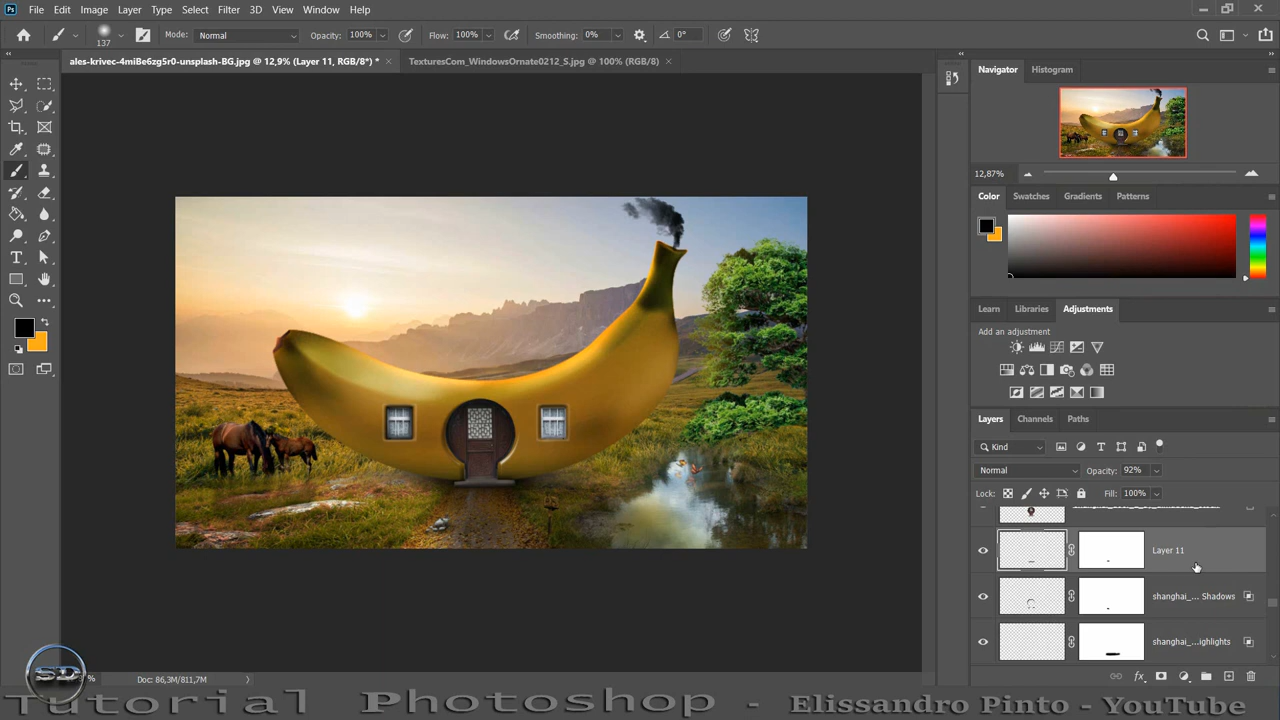 Ps File Edit Image Layer Type Select Filter 3D View Window Help
137 Mode: Normal Opacity: 100% Flow: 100% Smoothing: 0% 0°
ales-krivec-4miBe6zg5r0-unsplash-BG.jpg @ 12,9% (Layer 11, RGB/8*) * TexturesCom_WindowsOrnate0212_S.jpg @ 100% (RGB/8)
Navigator Histogram
12,87%
Color Swatches Gradients Patterns
Learn Libraries Adjustments
Add an adjustment
Layers Channels Paths
Kind
Normal Opacity: 92%
Lock: Fill: 100%
Layer 11
shanghai_... Shadows
shanghai_...ighlights
SD
Doc: 86,3M/811,7M
Tutorial Photoshop - Elissandro Pinto - YouTube